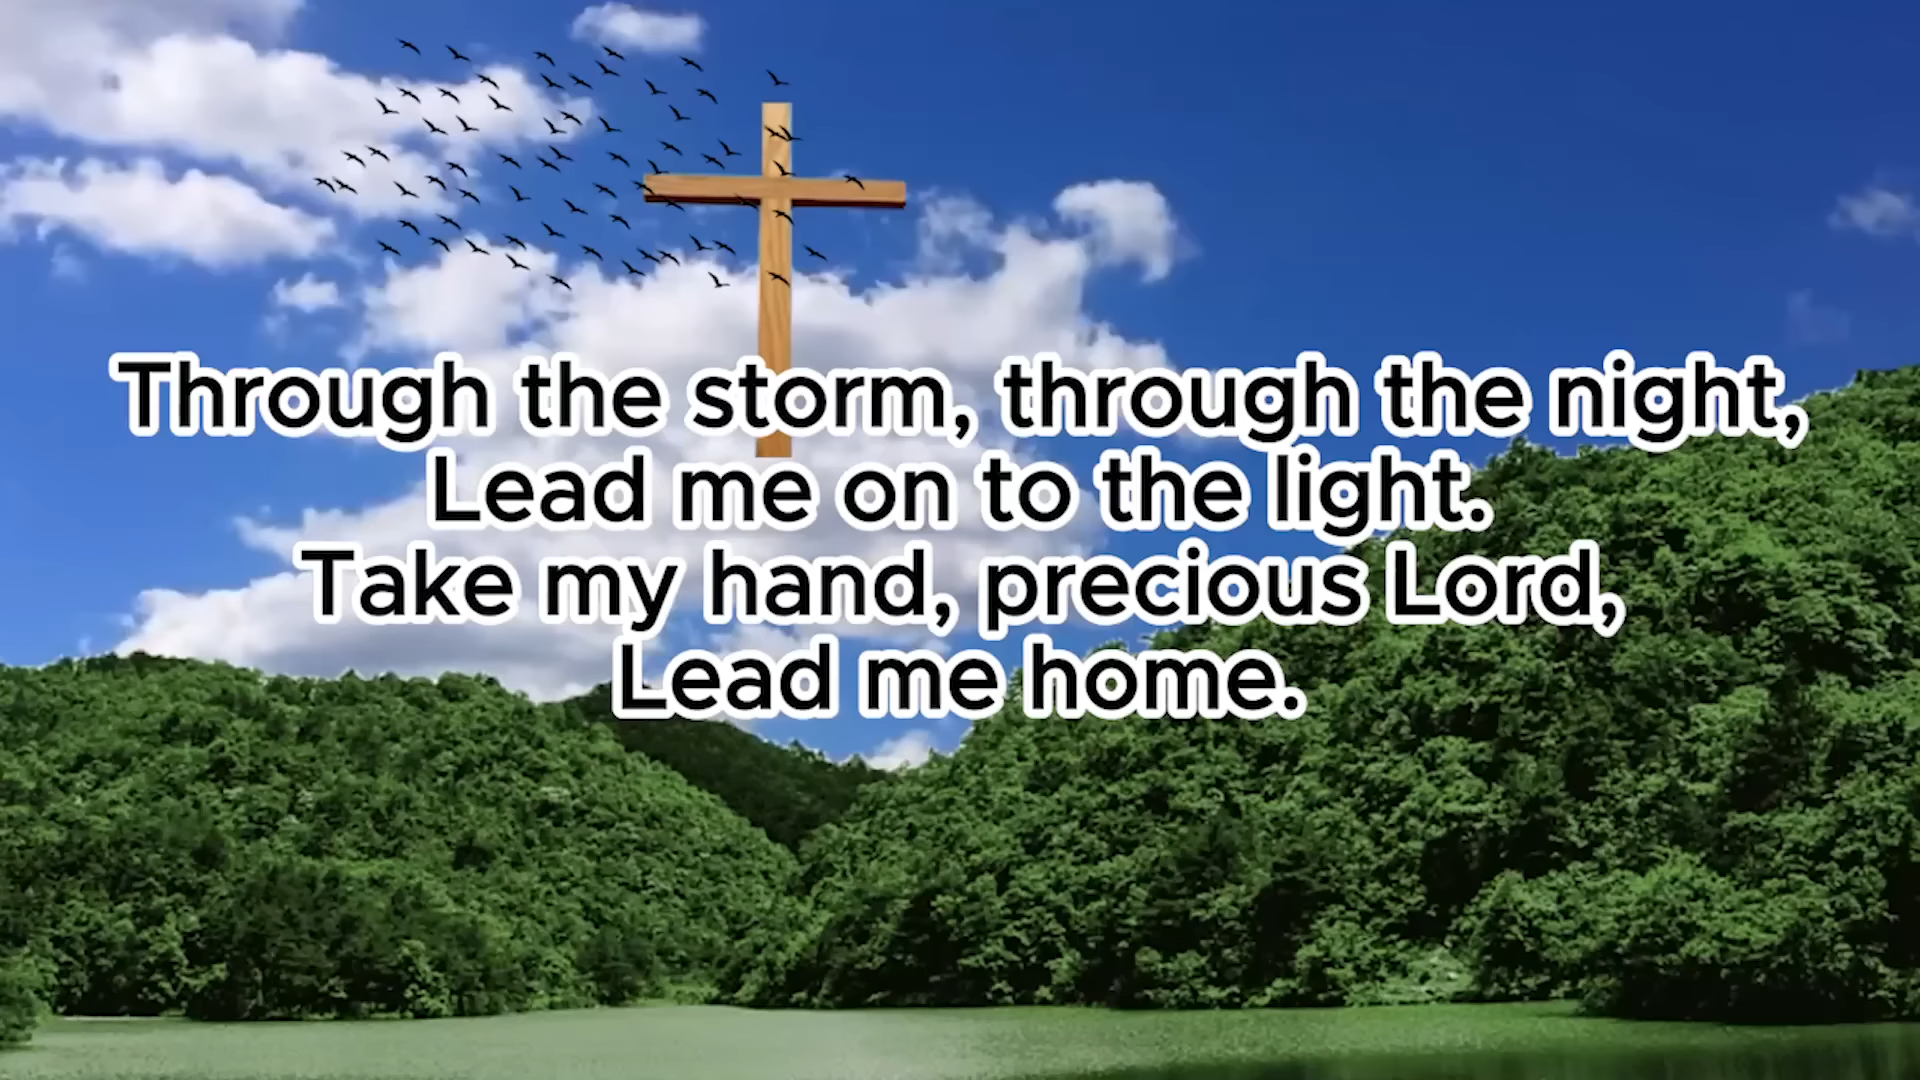 Through the storm, through the night,
Lead me on to the light.
Take my hand, precious Lord,
Lead me home.